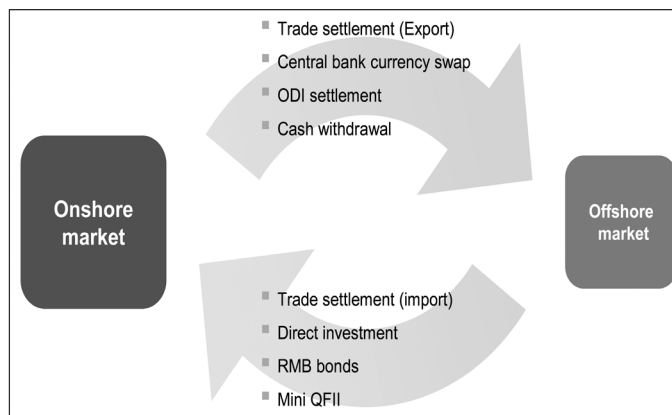 Trade settlement (Export)
Central bank currency swap
ODI settlement
Cash withdrawal
Onshore
market
Offshore
market
Trade settlement (import)
Direct investment
RMB bonds
Mini QFII